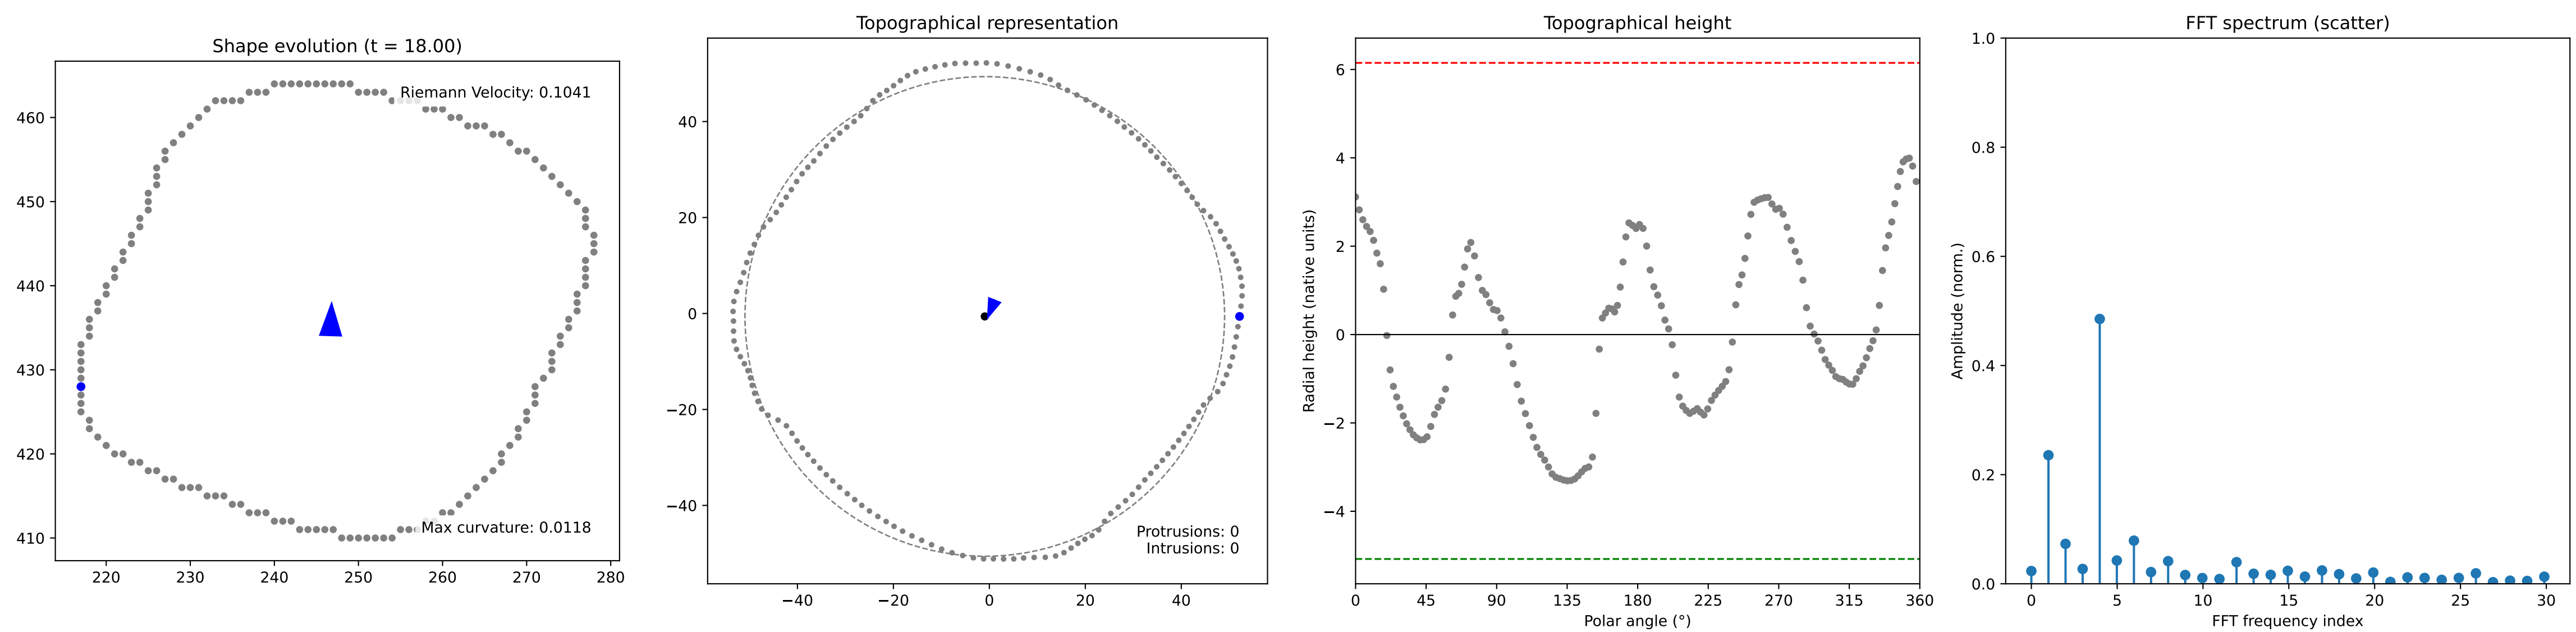 Shape evolution (t = 18.00)
Riemann Velocity: 0.1041
Max curvature: 0.0118
460
450
440
430
420
410
220 230 240 250 260 270 280
Topographical representation
40
20
0
−20
−40
−40 −20 0 20 40
Protrusions: 0
Intrusions: 0
Topographical height
Radial height (native units)
6
4
2
0
−2
−4
0 45 90 135 180 225 270 315 360
Polar angle (°)
FFT spectrum (scatter)
Amplitude (norm.)
1.0
0.8
0.6
0.4
0.2
0.0
0 5 10 15 20 25 30
FFT frequency index